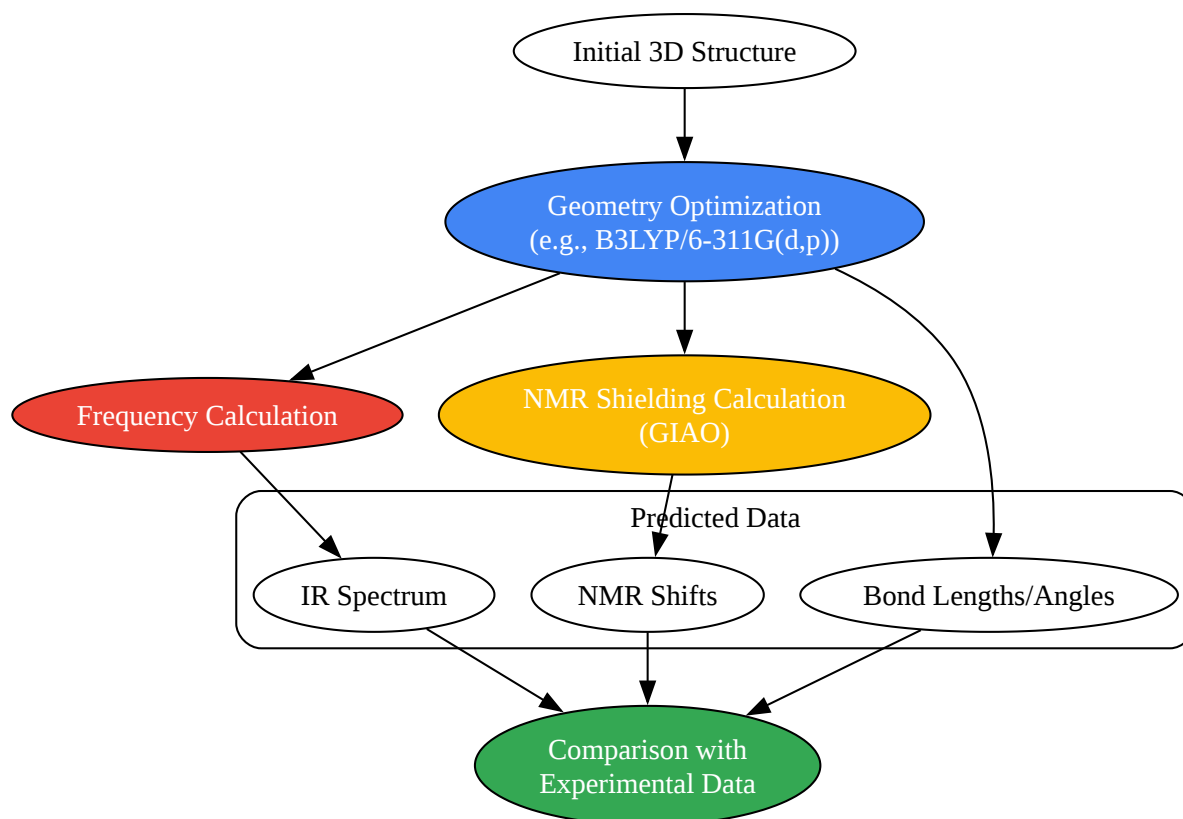 Initial 3D Structure
Geometry Optimization
(e.g., B3LYP/6-311G(d,p))
Frequency Calculation
NMR Shielding Calculation
(GIAO)
Predicted Data
IR Spectrum
NMR Shifts
Bond Lengths/Angles
Comparison with
Experimental Data